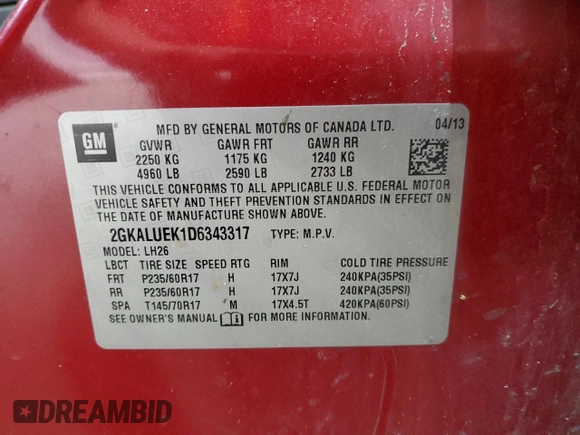 GM
MFD BY GENERAL MOTORS OF CANADA LTD.
04/13
GVWR GAWR FRT GAWR RR
2250 KG 1175 KG 1240 KG
4960 LB 2590 LB 2733 LB
THIS VEHICLE CONFORMS TO ALL APPLICABLE U.S. FEDERAL MOTOR
VEHICLE SAFETY AND THEFT PREVENTION STANDARDS IN EFFECT ON
THE DATE OF MANUFACTURE SHOWN ABOVE.
2GKALUEK1D6343317 TYPE: M.P.V.
MODEL: LH26
LBCT TIRE SIZE SPEED RTG RIM COLD TIRE PRESSURE
FRT P235/60R17 H 17X7J 240KPA(35PSI)
RR P235/60R17 H 17X7J 240KPA(35PSI)
SPA T145/70R17 M 17X4.5T 420KPA(60PSI)
SEE OWNER'S MANUAL FOR MORE INFORMATION.
DREAMBID